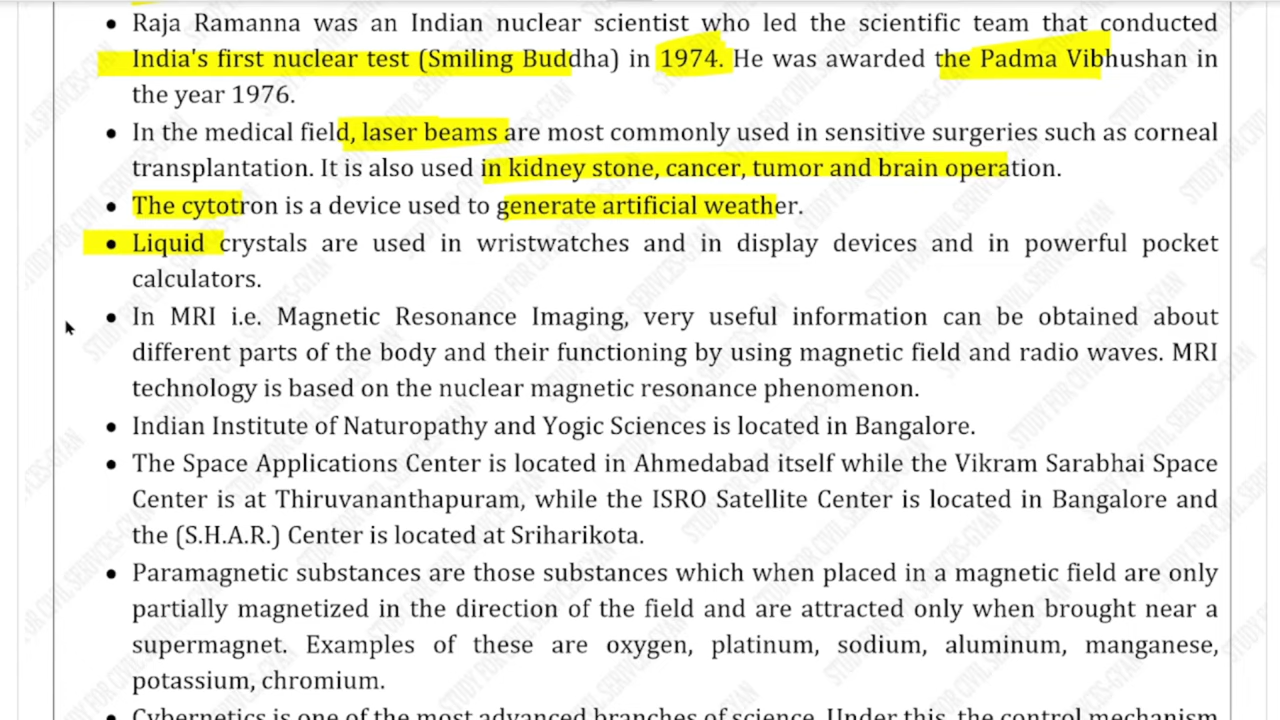 • Raja Ramanna was an Indian nuclear scientist who led the scientific team that conducted
India's first nuclear test (Smiling Buddha) in 1974. He was awarded the Padma Vibhushan in
the year 1976.
• In the medical field, laser beams are most commonly used in sensitive surgeries such as corneal
transplantation. It is also used in kidney stone, cancer, tumor and brain operation.
• The cytotron is a device used to generate artificial weather.
• Liquid crystals are used in wristwatches and in display devices and in powerful pocket
calculators.
• In MRI i.e. Magnetic Resonance Imaging, very useful information can be obtained about
different parts of the body and their functioning by using magnetic field and radio waves. MRI
technology is based on the nuclear magnetic resonance phenomenon.
• Indian Institute of Naturopathy and Yogic Sciences is located in Bangalore.
• The Space Applications Center is located in Ahmedabad itself while the Vikram Sarabhai Space
Center is at Thiruvananthapuram, while the ISRO Satellite Center is located in Bangalore and
the (S.H.A.R.) Center is located at Sriharikota.
• Paramagnetic substances are those substances which when placed in a magnetic field are only
partially magnetized in the direction of the field and are attracted only when brought near a
supermagnet. Examples of these are oxygen, platinum, sodium, aluminum, manganese,
potassium, chromium.
• Cybernetics is one of the most advanced branches of science. Under this, the control mechanism